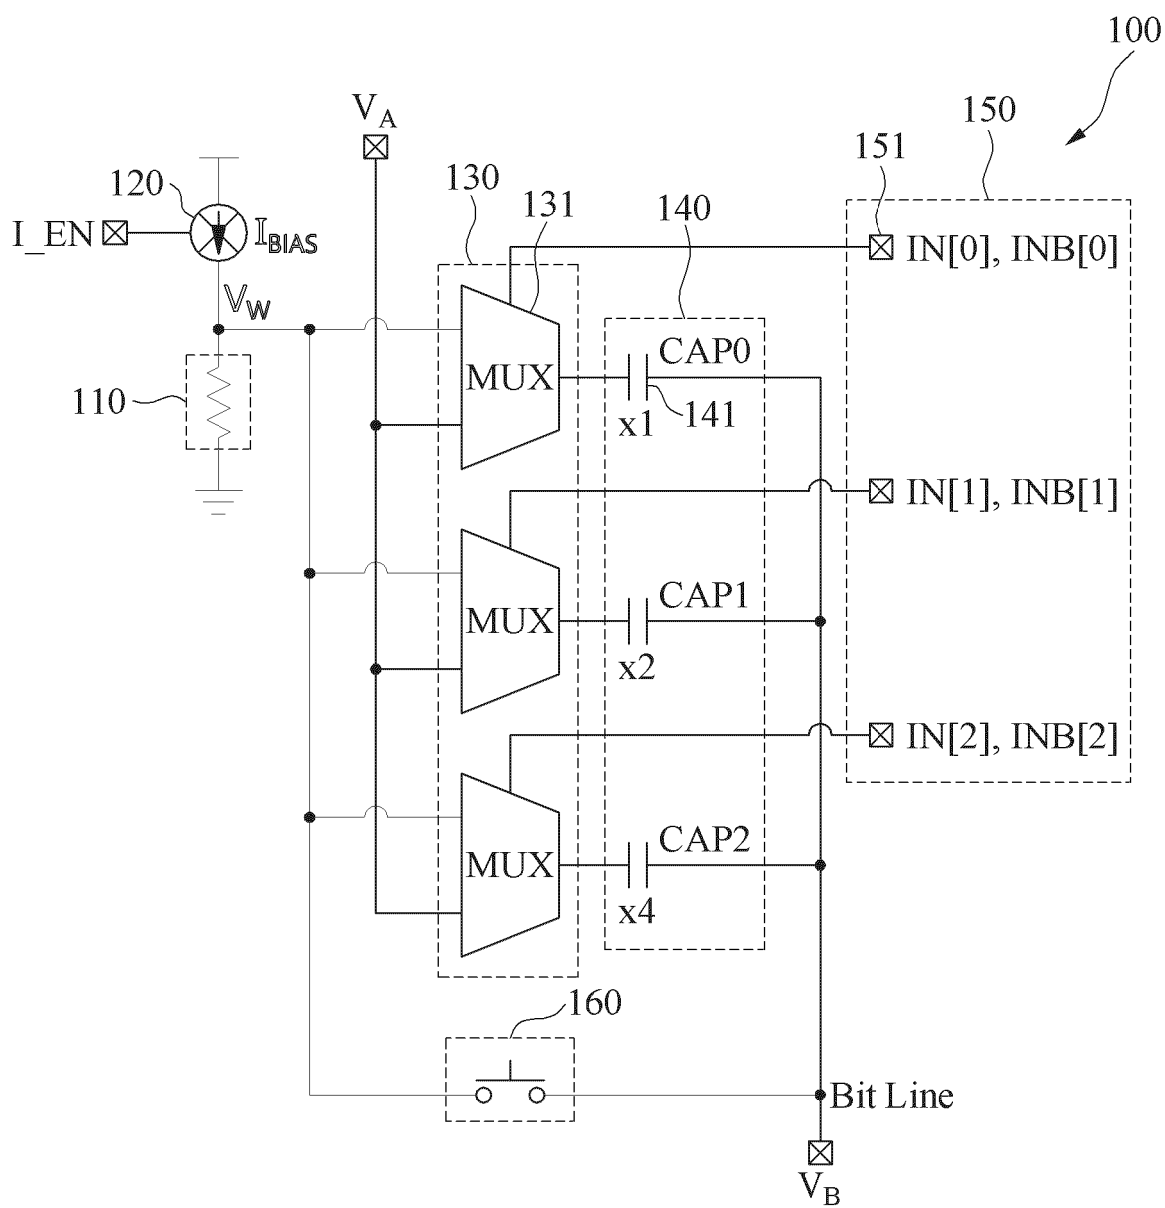 100
V_A
150
151
120
130
131
140
I_EN
I_BIAS
IN[0], INB[0]
V_W
CAP0
MUX
110
x1
141
IN[1], INB[1]
CAP1
MUX
x2
IN[2], INB[2]
CAP2
MUX
x4
160
Bit Line
V_B